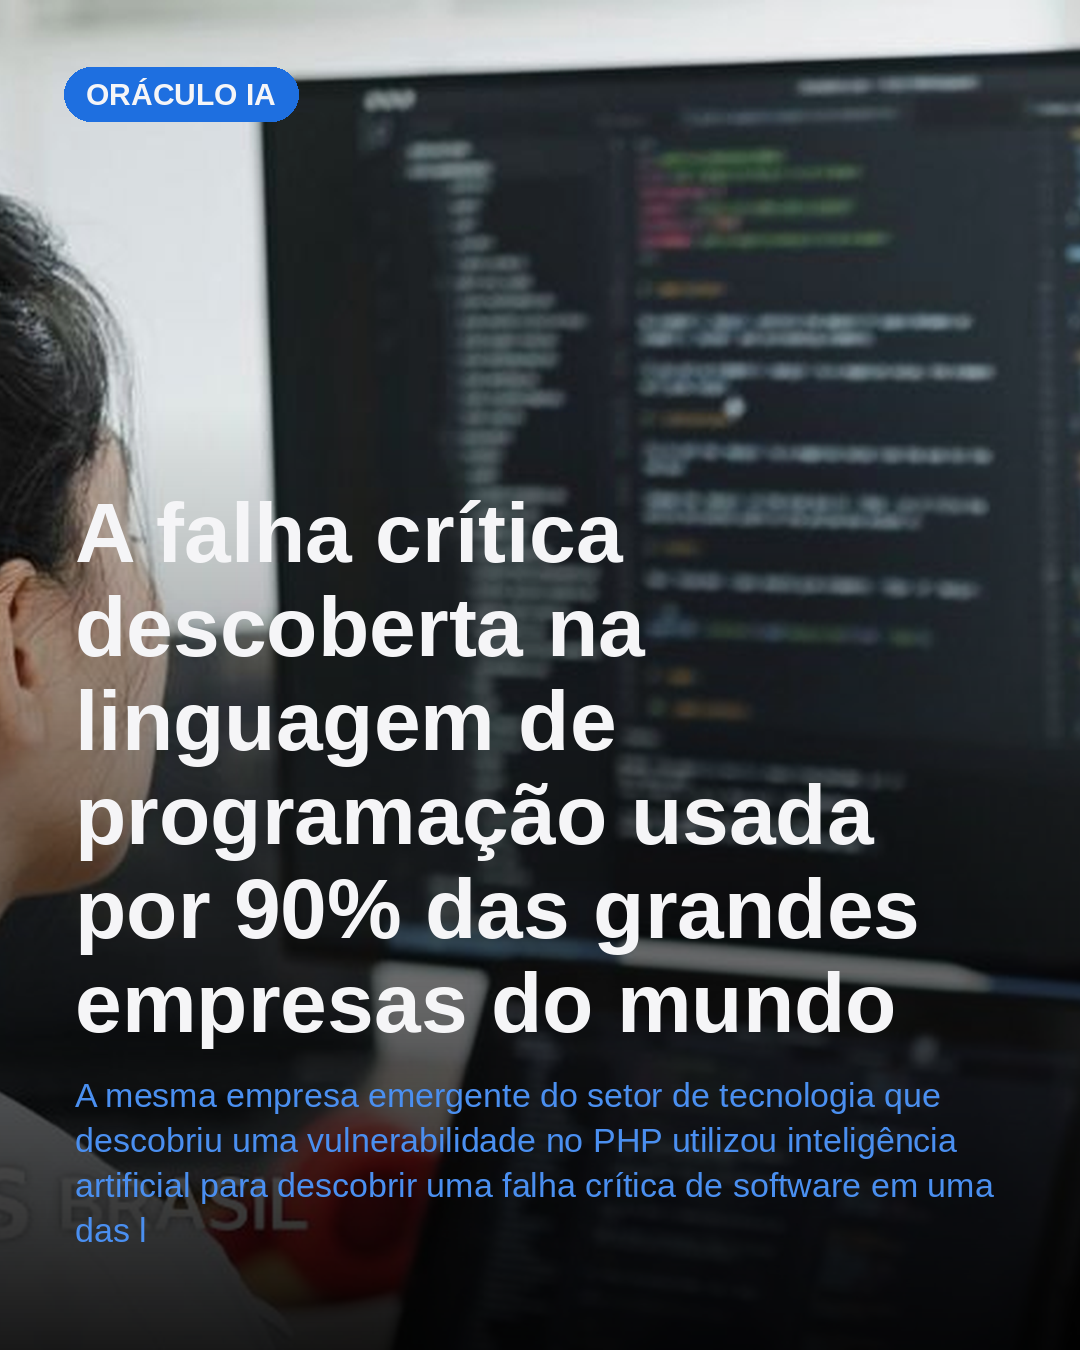 ORÁCULO IA
A falha crítica
descoberta na
linguagem de
programação usada
por 90% das grandes
empresas do mundo
A mesma empresa emergente do setor de tecnologia que
descobriu uma vulnerabilidade no PHP utilizou inteligência
artificial para descobrir uma falha crítica de software em uma
das l
S BRASIL